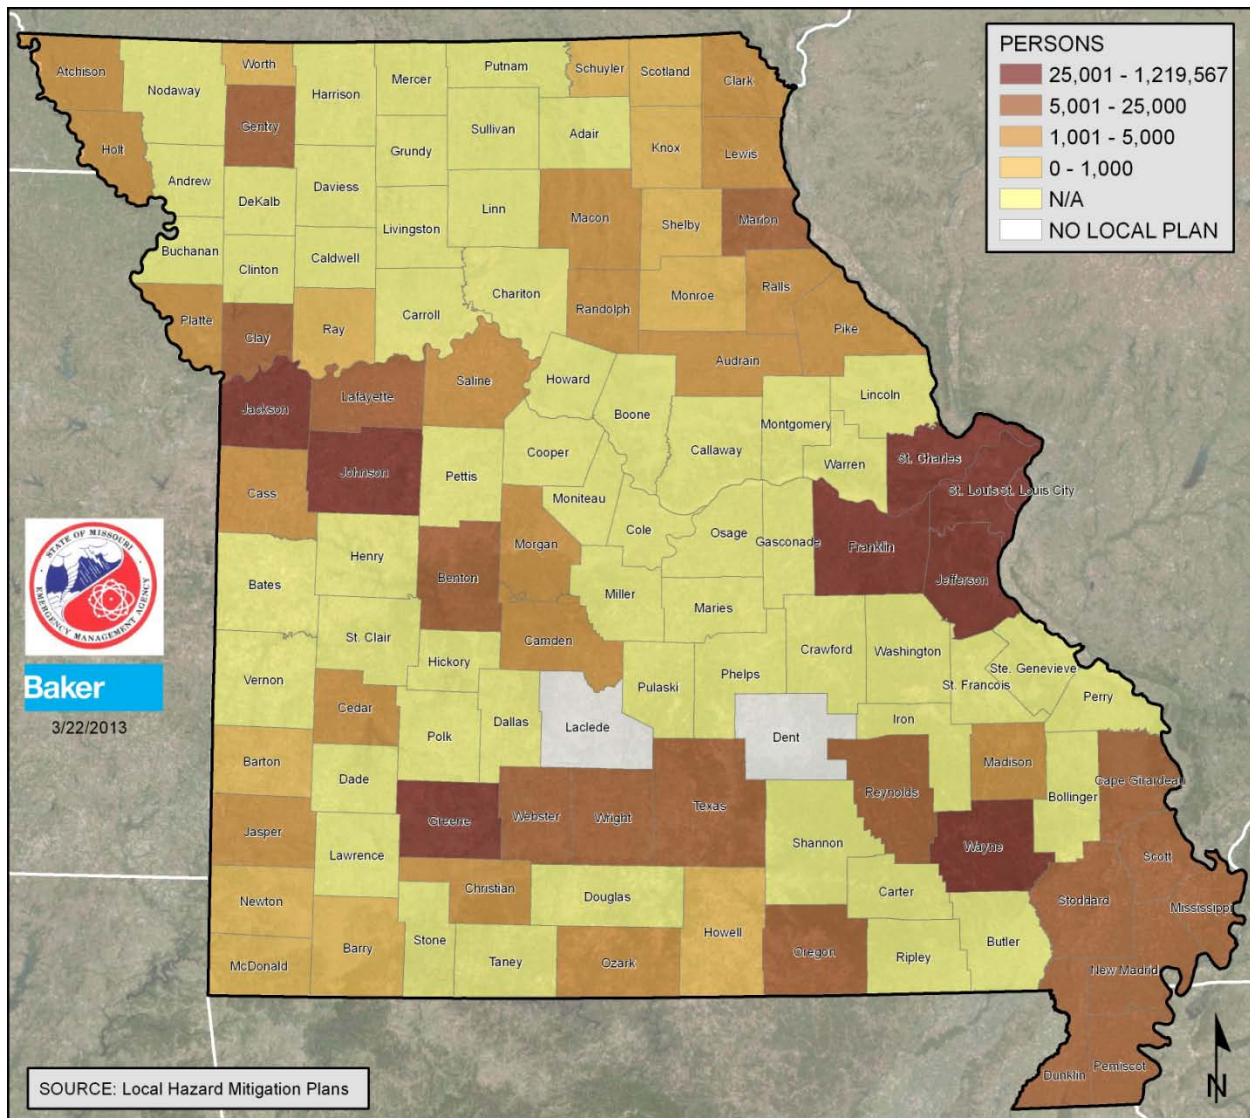 PERSONS
25,001 - 1,219,567
5,001 - 25,000
1,001 - 5,000
0 - 1,000
N/A
NO LOCAL PLAN
Atchison
Nodaway
Worth
Harrison
Mercer
Putnam
Schuyler
Scotland
Clark
Gentry
Sullivan
Adair
Holt
Grundy
Knox
Lewis
Andrew
DeKalb
Daviess
Livingston
Linn
Macon
Shelby
Marion
Buchanan
Clinton
Caldwell
Chariton
Monroe
Ralls
Randolph
Carroll
Platte
Clay
Ray
Pike
Audrain
Howard
Saline
Lincoln
Jackson
Lafayette
Boone
Montgomery
Callaway
Cooper
Warren
St. Charles
Johnson
Pettis
St. Louis
St. Louis City
Cass
Moniteau
Cole
Osage
Gasconade
Franklin
Morgan
Henry
Benton
Jefferson
Bates
Miller
Maries
St. Clair
Camden
Crawford
Washington
Hickory
Ste. Genevieve
Vernon
Phelps
Pulaski
St. Francois
Perry
Cedar
Dallas
Laclede
Iron
Polk
Dent
Barton
Dade
Madison
Cape Girardeau
Reynolds
Bollinger
Texas
Greene
Webster
Wright
Jasper
Shannon
Wayne
Lawrence
Scott
Christian
Carter
Newton
Douglas
Stoddard
Mississippi
Howell
Stone
Butler
Barry
Oregon
Ripley
McDonald
Taney
Ozark
New Madrid
Pemiscot
Dunklin
STATE OF MISSOURI
EMERGENCY MANAGEMENT AGENCY
Baker
3/22/2013
SOURCE: Local Hazard Mitigation Plans
N